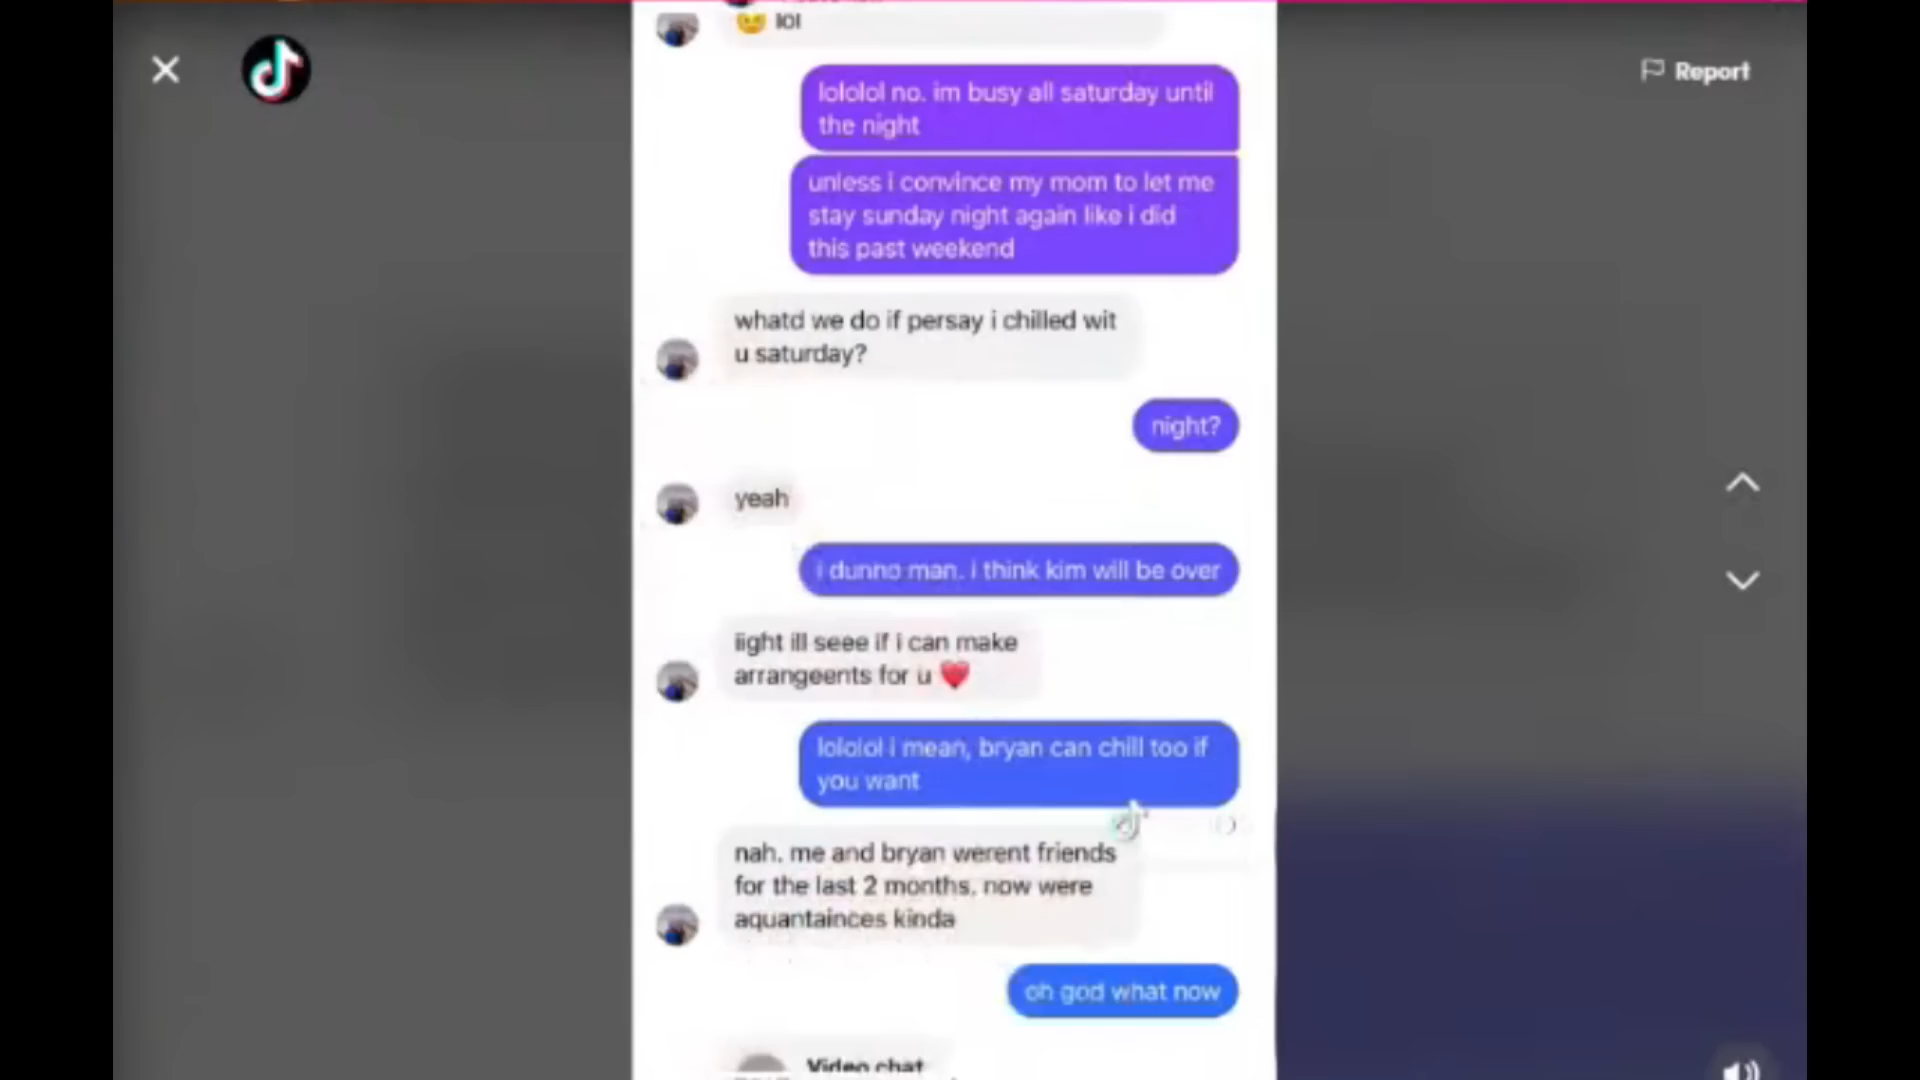 lol
Report
lololol no. im busy all saturday until
the night
unless i convince my mom to let me
stay sunday night again like i did
this past weekend
whatd we do if persay i chilled wit
u saturday?
night?
yeah
i dunno man. i think kim will be over
iight ill seee if i can make
arrangeents for u ❤️
lololol i mean, bryan can chill too if
you want
nah. me and bryan werent friends
for the last 2 months. now were
aquantainces kinda
oh god what now
Video chat